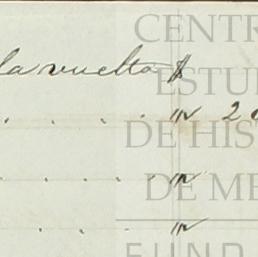 la vuelta $
" 2
"
"
CENTR
ESTU
DE HIS
DE ME
FUND